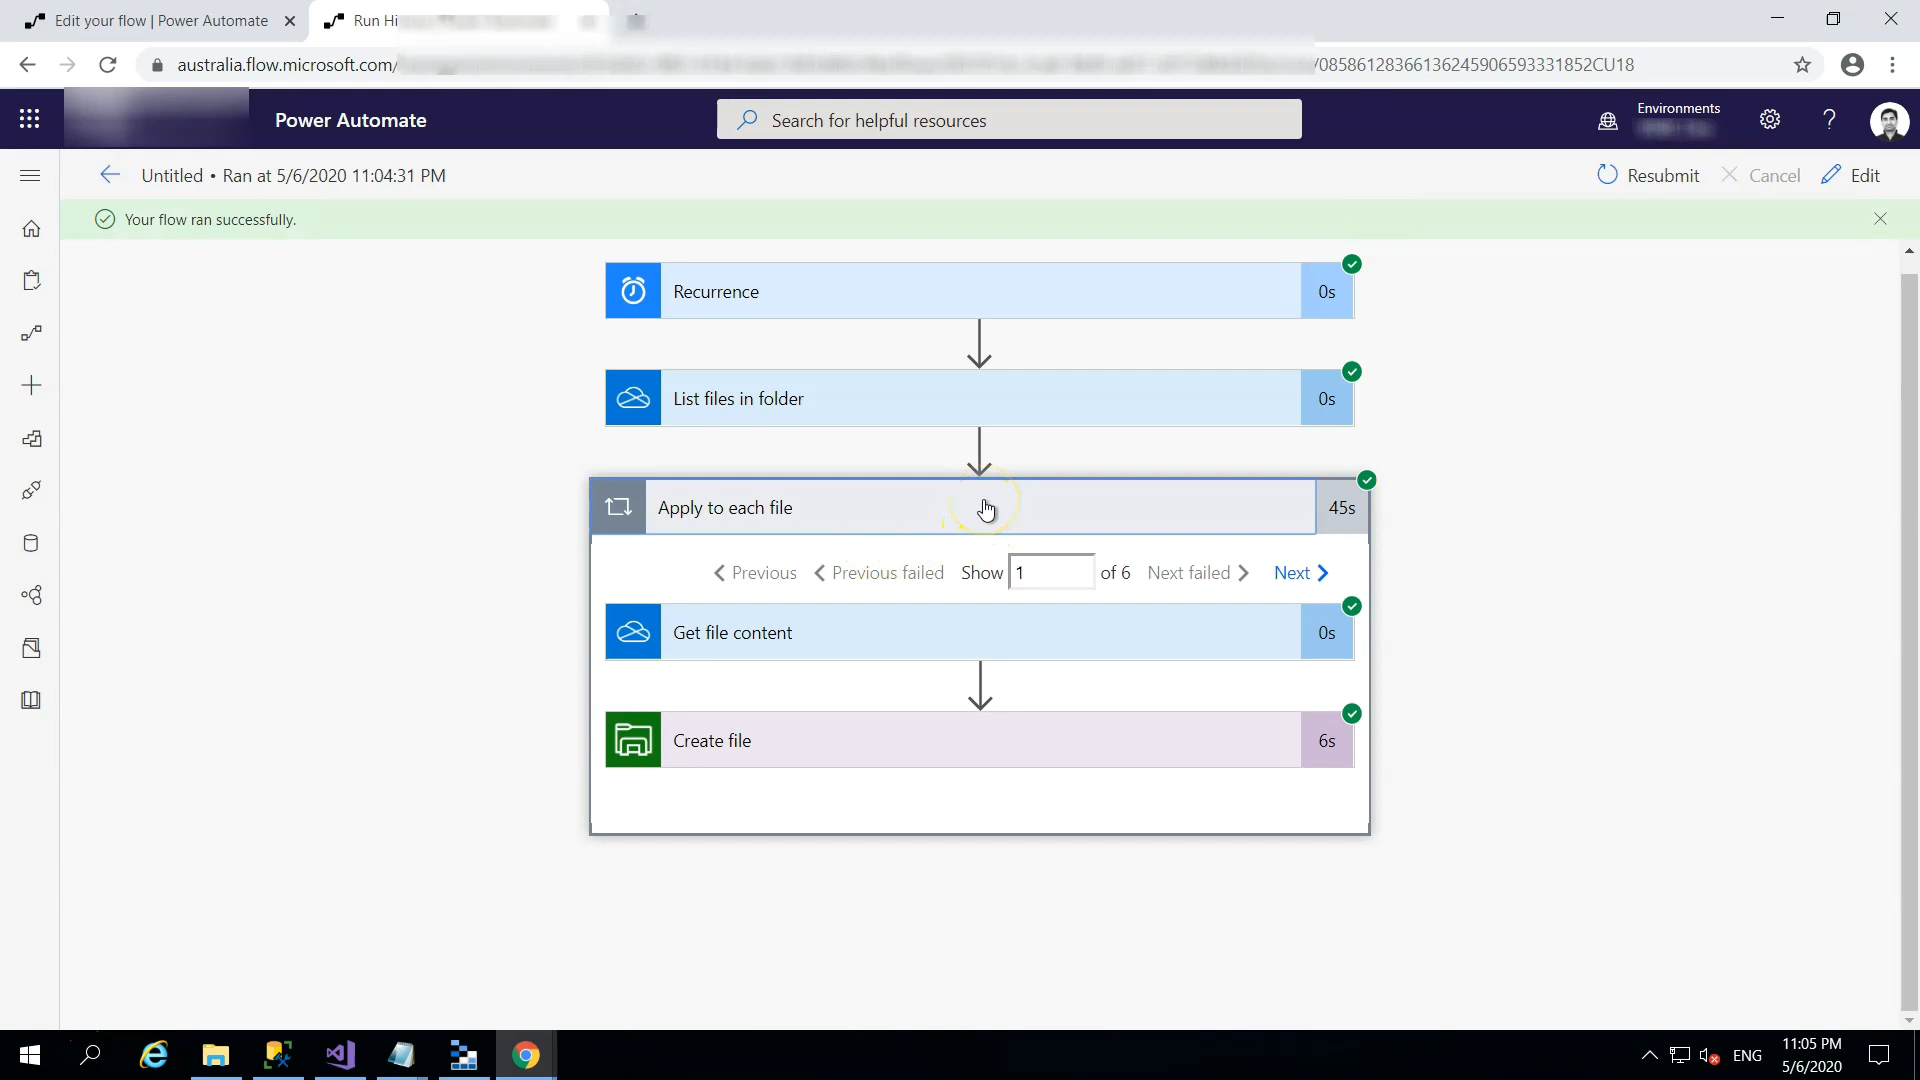 Edit your flow | Power Automate
Run Hi
australia.flow.microsoft.com/
/08586128366136245906593331852CU18
Power Automate
Search for helpful resources
Environments
Untitled • Ran at 5/6/2020 11:04:31 PM
Resubmit
Cancel
Edit
Your flow ran successfully.
Recurrence
0s
List files in folder
0s
Apply to each file
45s
Previous
Previous failed
Show
1
of 6
Next failed
Next
Get file content
0s
Create file
6s
ENG
11:05 PM
5/6/2020